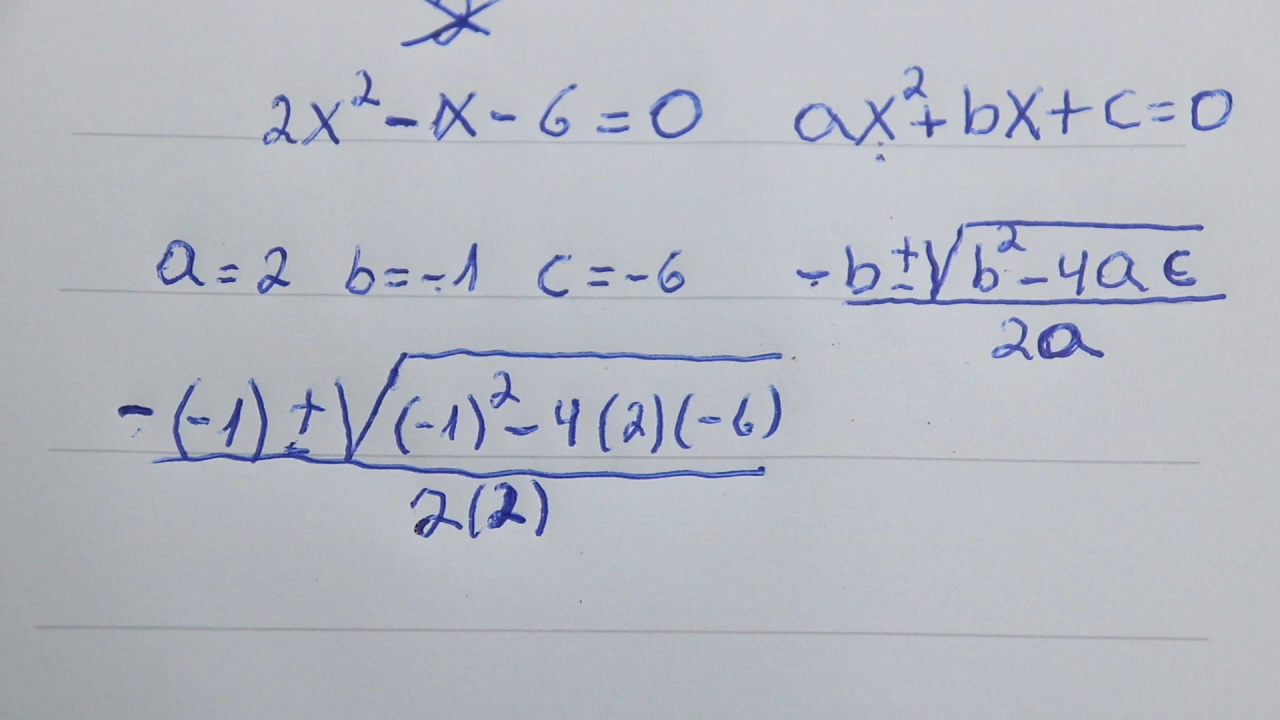 2x² - x - 6 = 0 ax² + bx + c = 0
a = 2 b = -1 c = -6 -b ± √(b² - 4ac) / 2a
-(-1) ± √((-1)² - 4(2)(-6)) / 2(2)